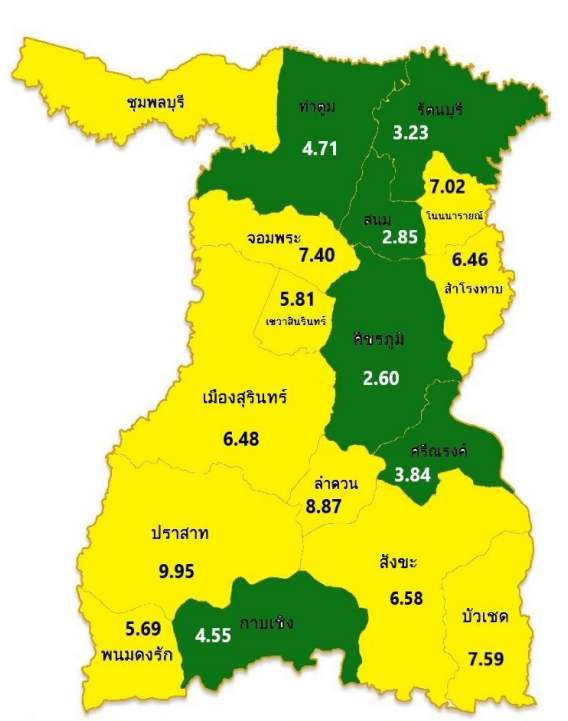 ชุมพลบุรี
ท่าตูม
4.71
รัตนบุรี
3.23
7.02
โนนนารายณ์
สนม
2.85
จอมพระ
7.40
6.46
สำโรงทาบ
5.81
เขวาสินรินทร์
ศีขรภูมิ
2.60
เมืองสุรินทร์
6.48
ศรีณรงค์
3.84
ลำดวน
8.87
ปราสาท
9.95
สังขะ
6.58
กาบเชิง
4.55
บัวเชด
7.59
5.69
พนมดงรัก